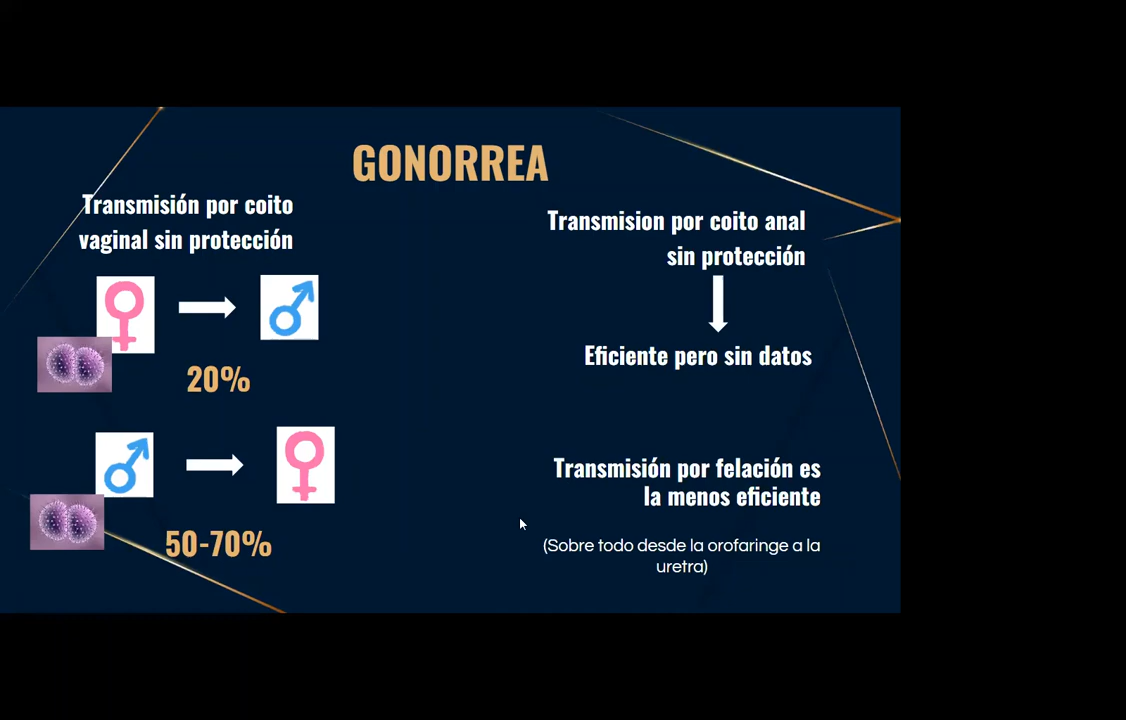 GONORREA
Transmisión por coito
vaginal sin protección
20%
50-70%
Transmision por coito anal
sin protección
Eficiente pero sin datos
Transmisión por felación es
la menos eficiente
(Sobre todo desde la orofaringe a la
uretra)